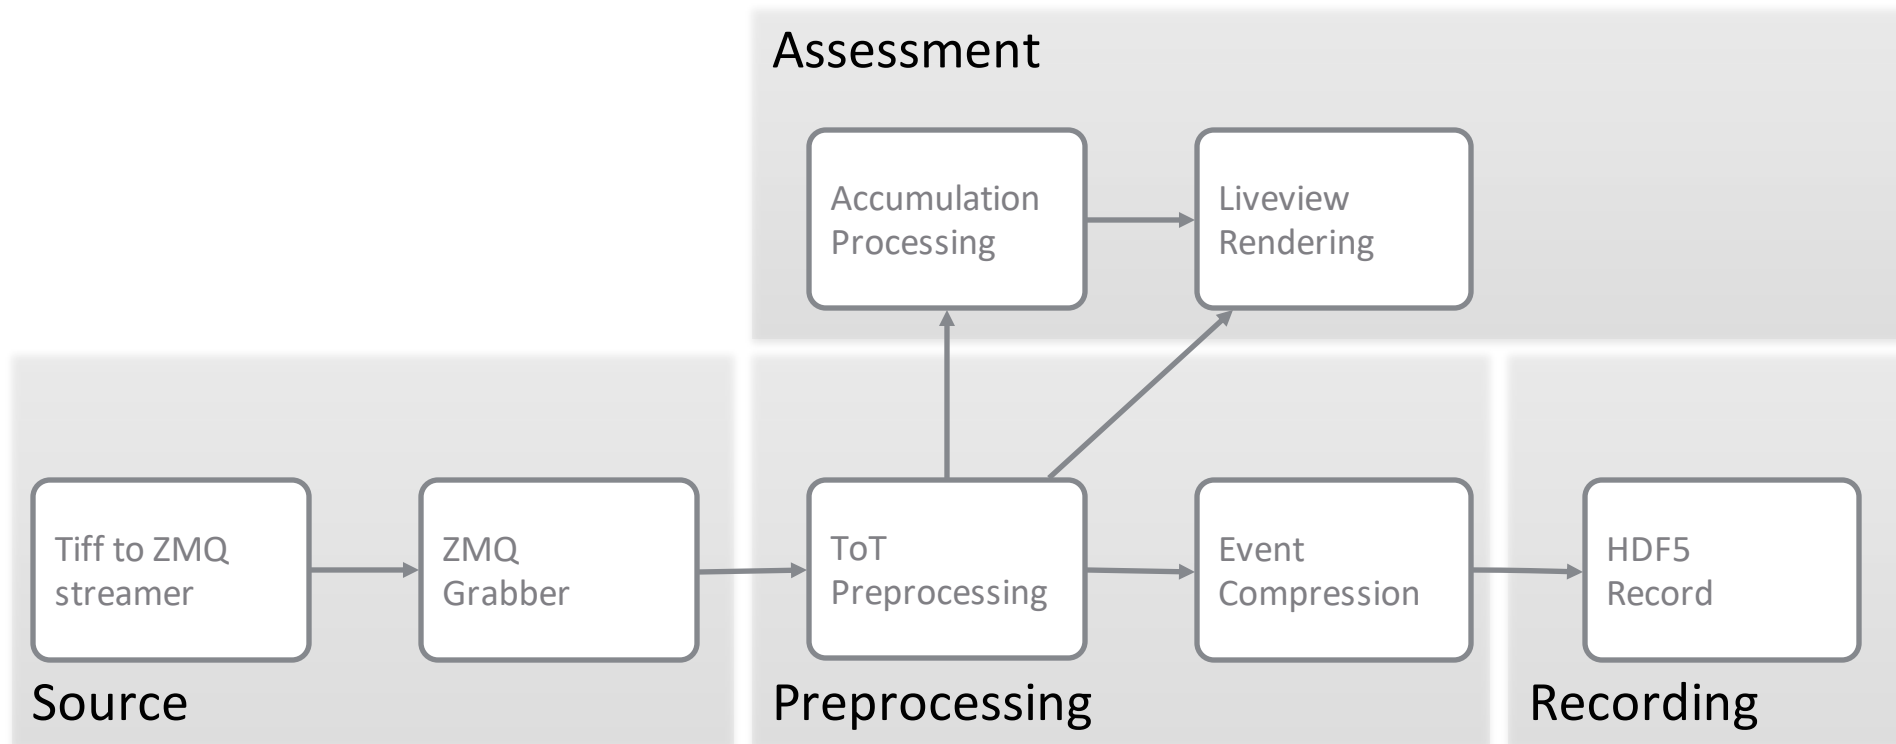 Assessment
Accumulation
Processing
Liveview
Rendering
Tiff to ZMQ
streamer
ZMQ
Grabber
ToT
Preprocessing
Event
Compression
HDF5
Record
Source
Preprocessing
Recording